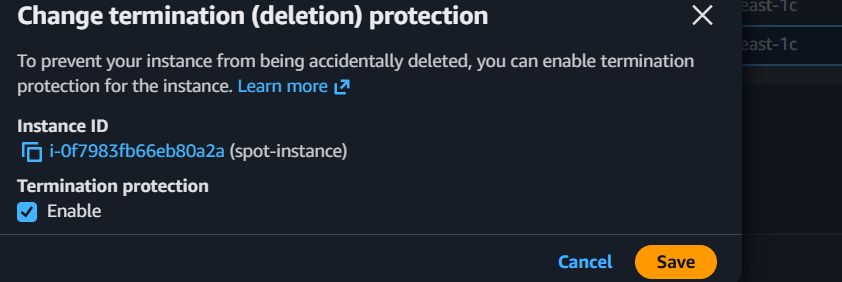 Change termination (deletion) protection
east-1c
east-1c
To prevent your instance from being accidentally deleted, you can enable termination
protection for the instance. Learn more
Instance ID
i-0f7983fb66eb80a2a (spot-instance)
Termination protection
Enable
Cancel
Save